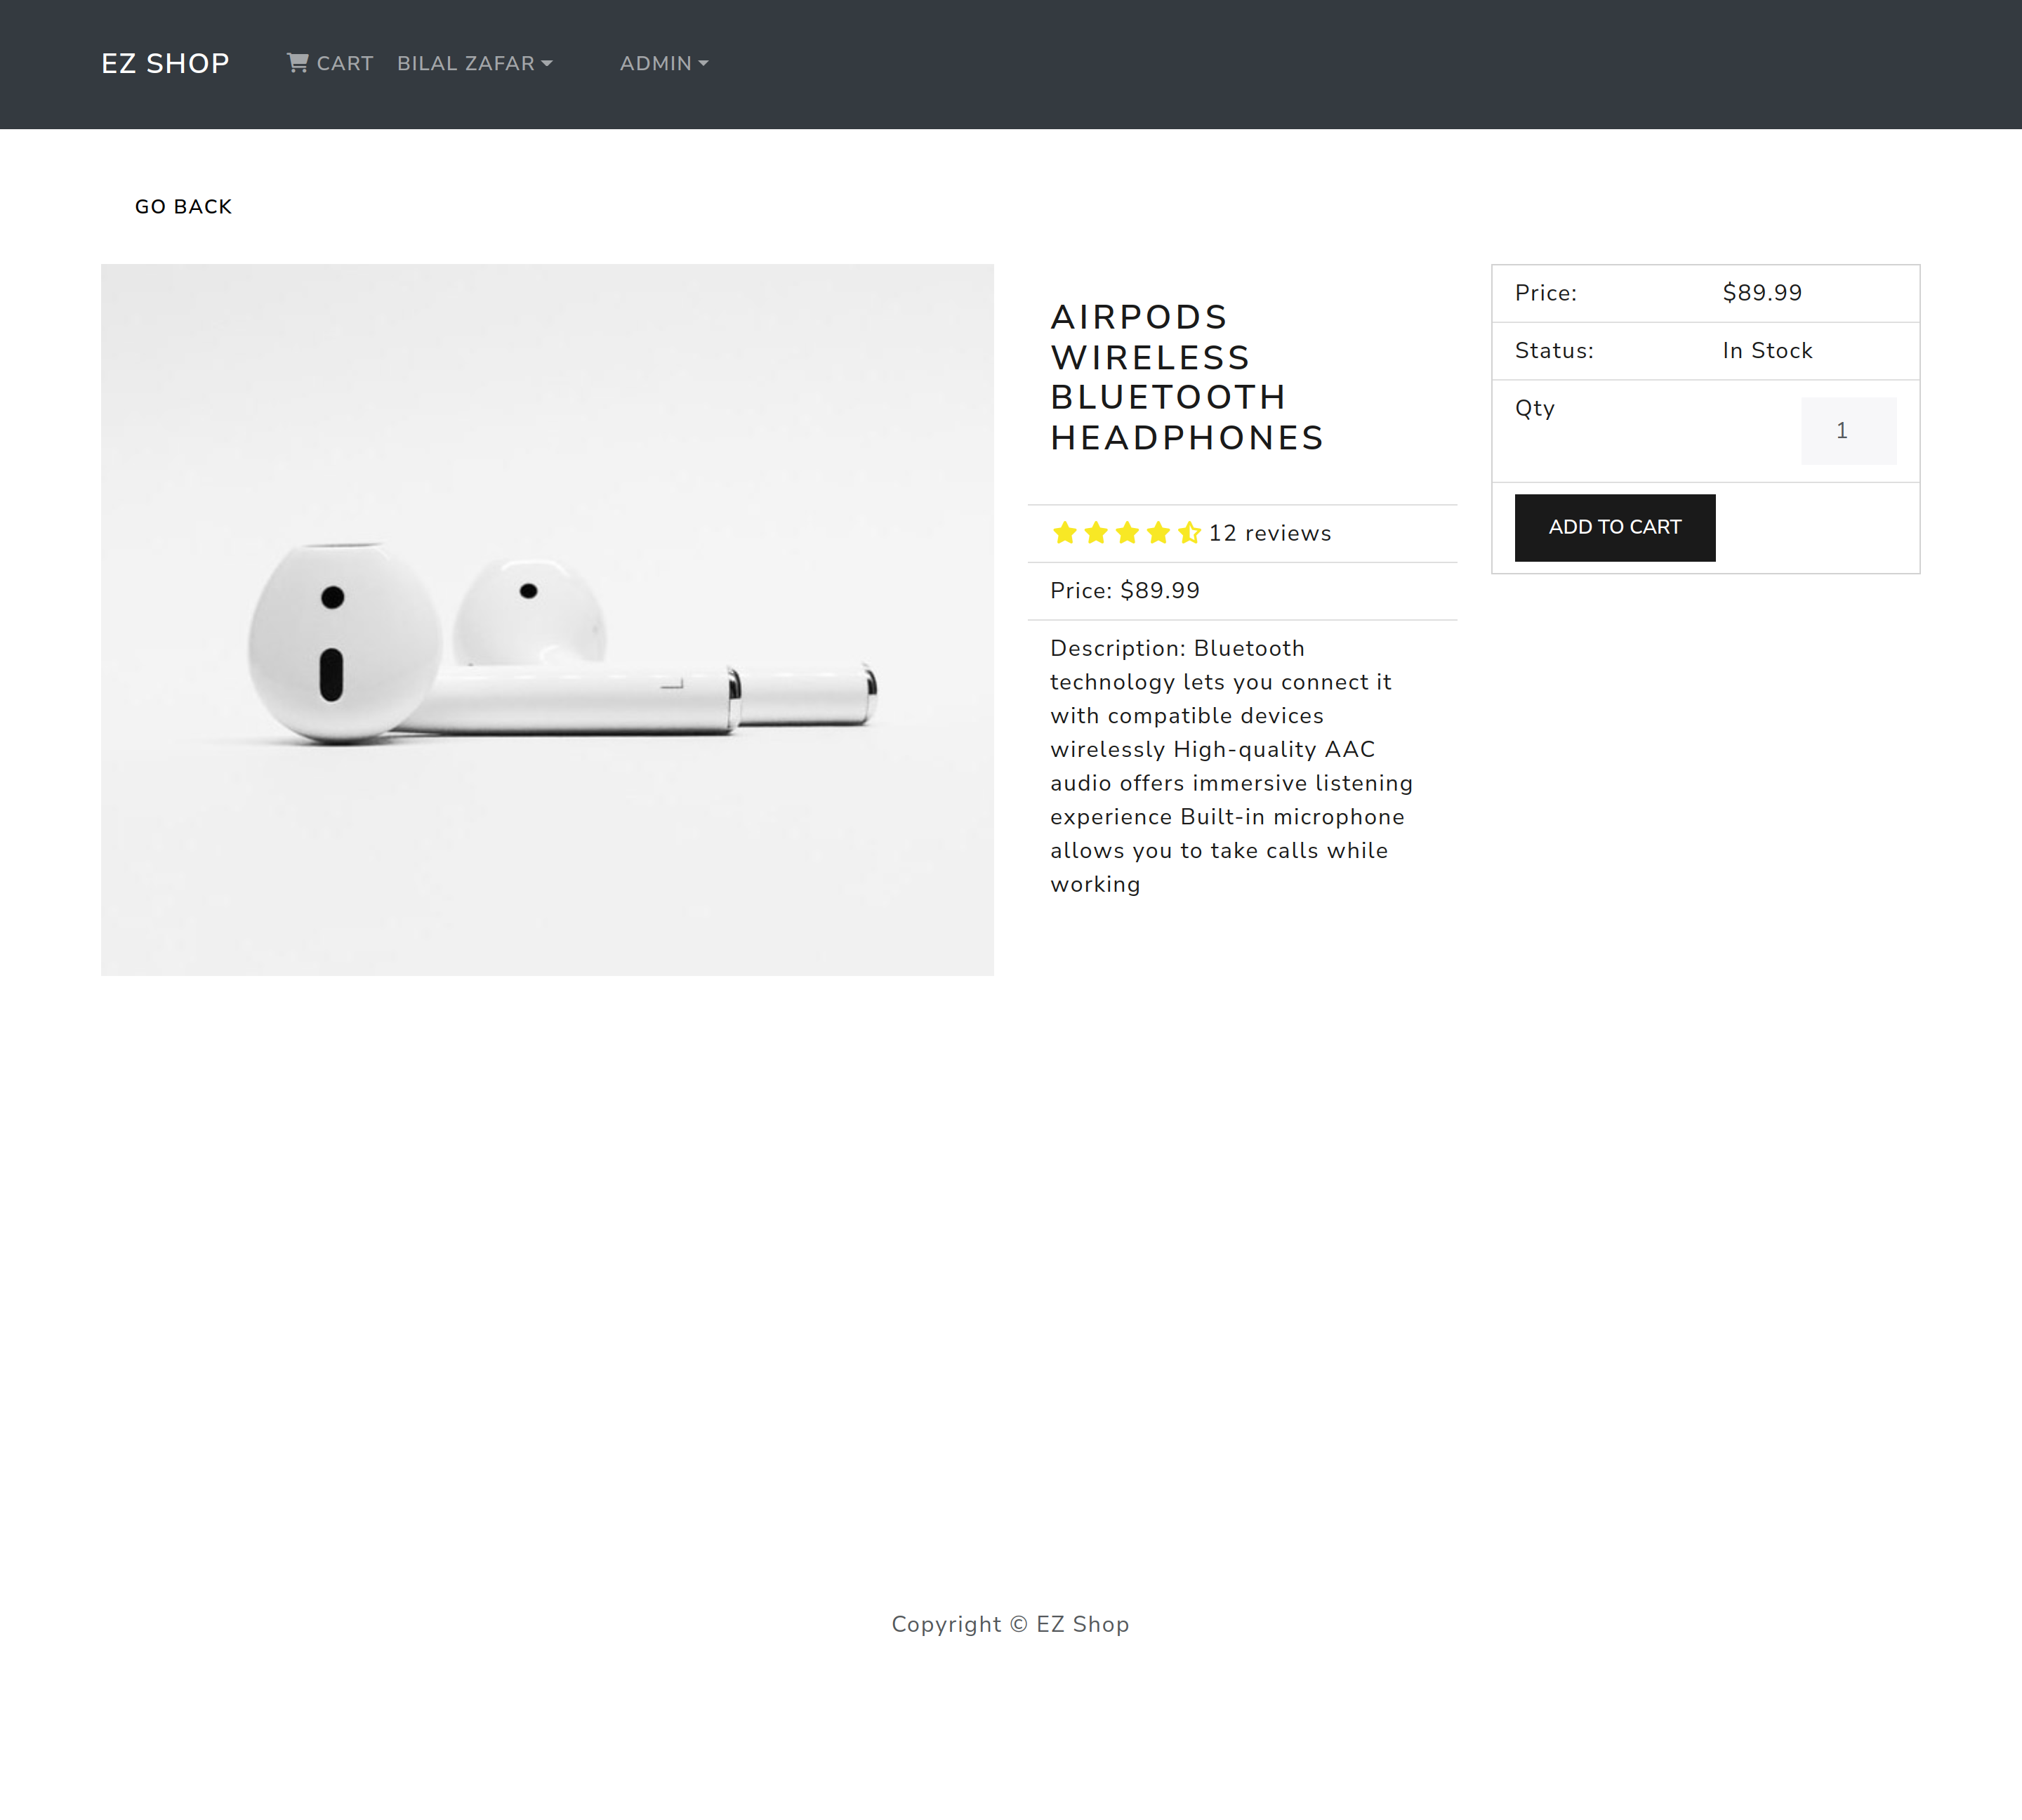 EZ SHOP
CART
BILAL ZAFAR
ADMIN
GO BACK
AIRPODS
WIRELESS
BLUETOOTH
HEADPHONES
12 reviews
Price: $89.99
Description: Bluetooth
technology lets you connect it
with compatible devices
wirelessly High-quality AAC
audio offers immersive listening
experience Built-in microphone
allows you to take calls while
working
Price: $89.99
Status: In Stock
Qty 1
ADD TO CART
Copyright © EZ Shop